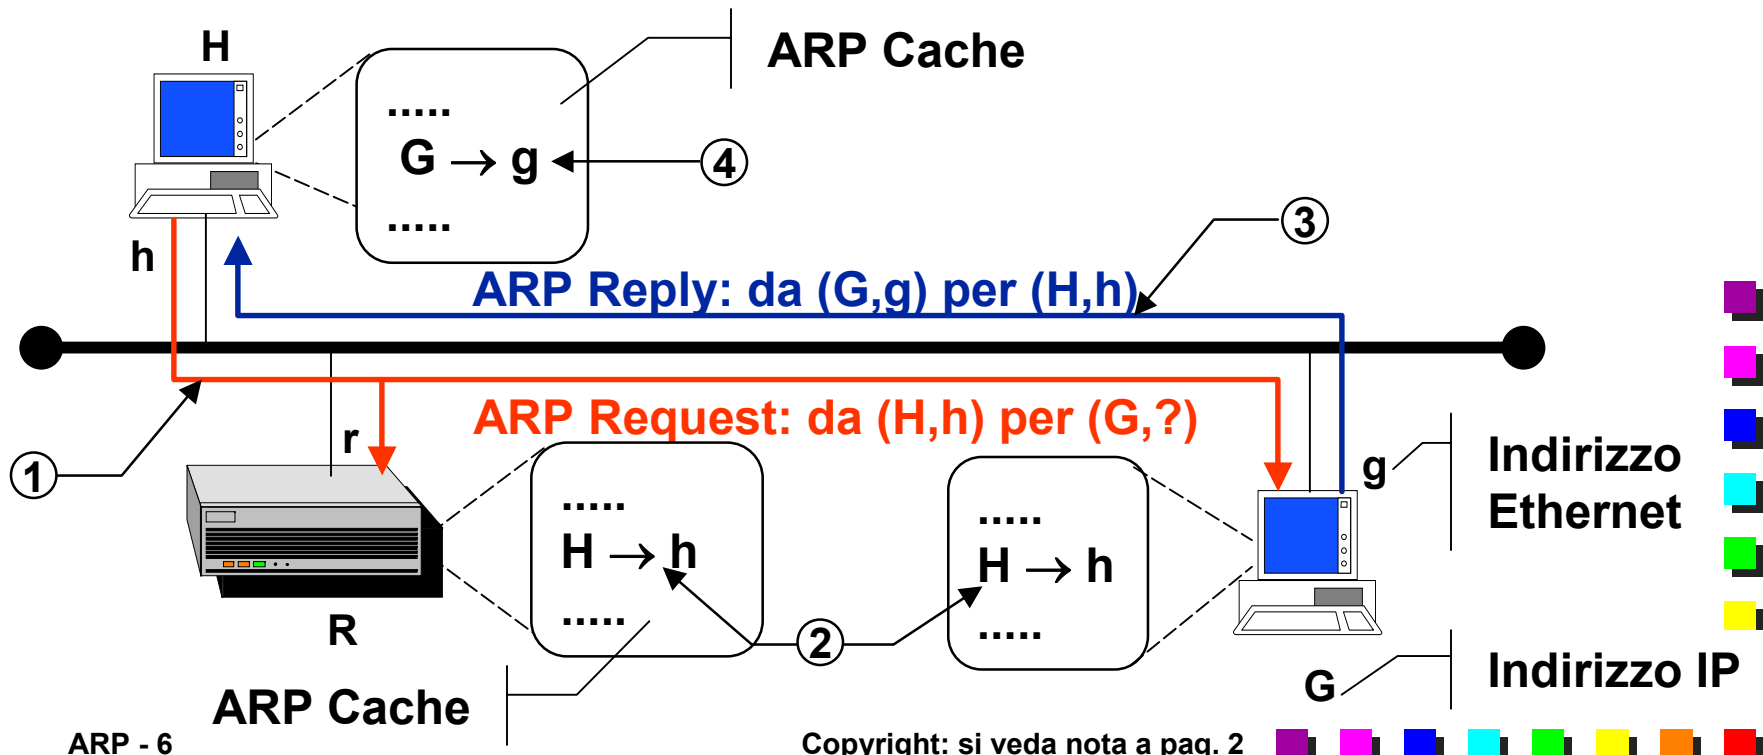 H
ARP Cache
.....
G → g
.....
4
3
h
ARP Reply: da (G,g) per (H,h)
ARP Request: da (H,h) per (G,?)
1
r
g
Indirizzo
Ethernet
.....
H → h
.....
.....
H → h
.....
2
R
G
Indirizzo IP
ARP Cache
ARP - 6
Copyright: si veda nota a pag. 2